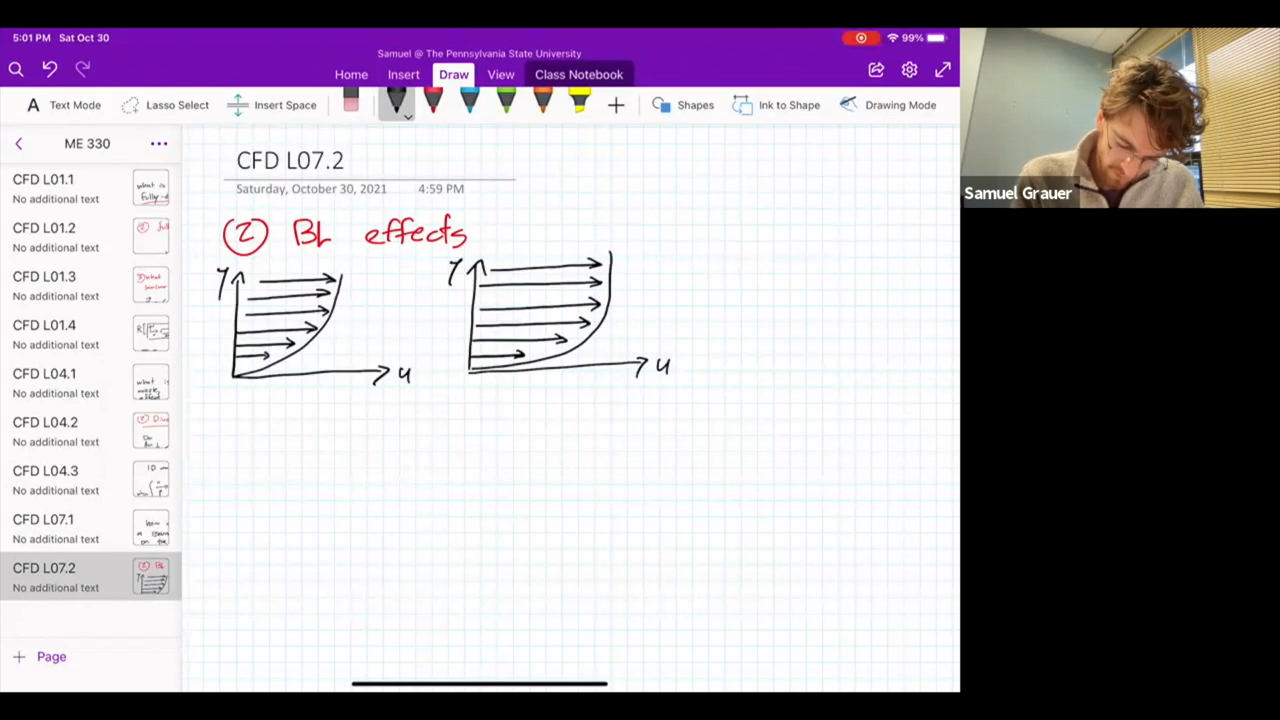 5:01 PM Sat Oct 30
99%
Samuel @ The Pennsylvania State University
Home Insert Draw View Class Notebook
A Text Mode Lasso Select Insert Space Shapes Ink to Shape Drawing Mode
ME 330
CFD L01.1
No additional text
CFD L01.2
No additional text
CFD L01.3
No additional text
CFD L01.4
No additional text
CFD L04.1
No additional text
CFD L04.2
No additional text
CFD L04.3
No additional text
CFD L07.1
No additional text
CFD L07.2
No additional text
Page
CFD L07.2
Saturday, October 30, 2021 4:59 PM
② BL effects
y
u
y
u
Samuel Grauer